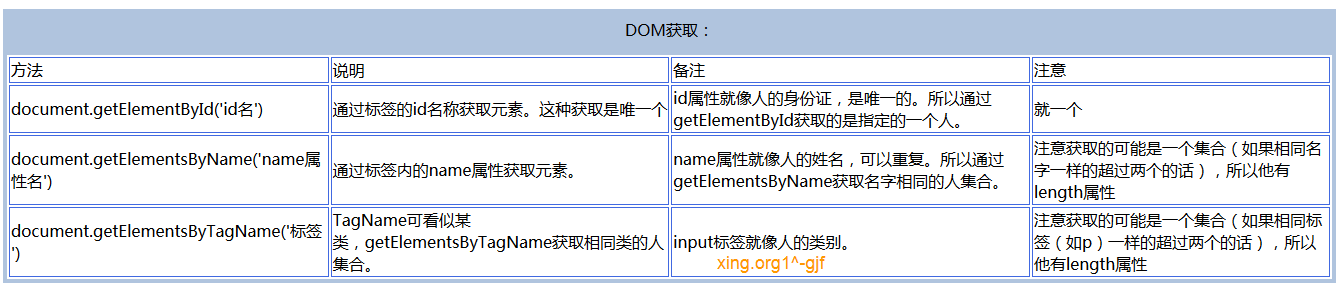 DOM获取：
方法
说明
备注
注意
document.getElementById('id名')
通过标签的id名称获取元素。这种获取是唯一个
id属性就像人的身份证，是唯一的。所以通过
getElementById获取的是指定的一个人。
就一个
document.getElementsByName('name属
性名')
通过标签内的name属性获取元素。
name属性就像人的姓名，可以重复。所以通过
getElementsByName获取名字相同的人集合。
注意获取的可能是一个集合（如果相同名
字一样的超过两个的话），所以他有
length属性
document.getElementsByTagName('标签
')
TagName可看似某
类，getElementsByTagName获取相同类的人
集合。
input标签就像人的类别。
xing.org1^-gjf
注意获取的可能是一个集合（如果相同标
签（如p）一样的超过两个的话），所以
他有length属性